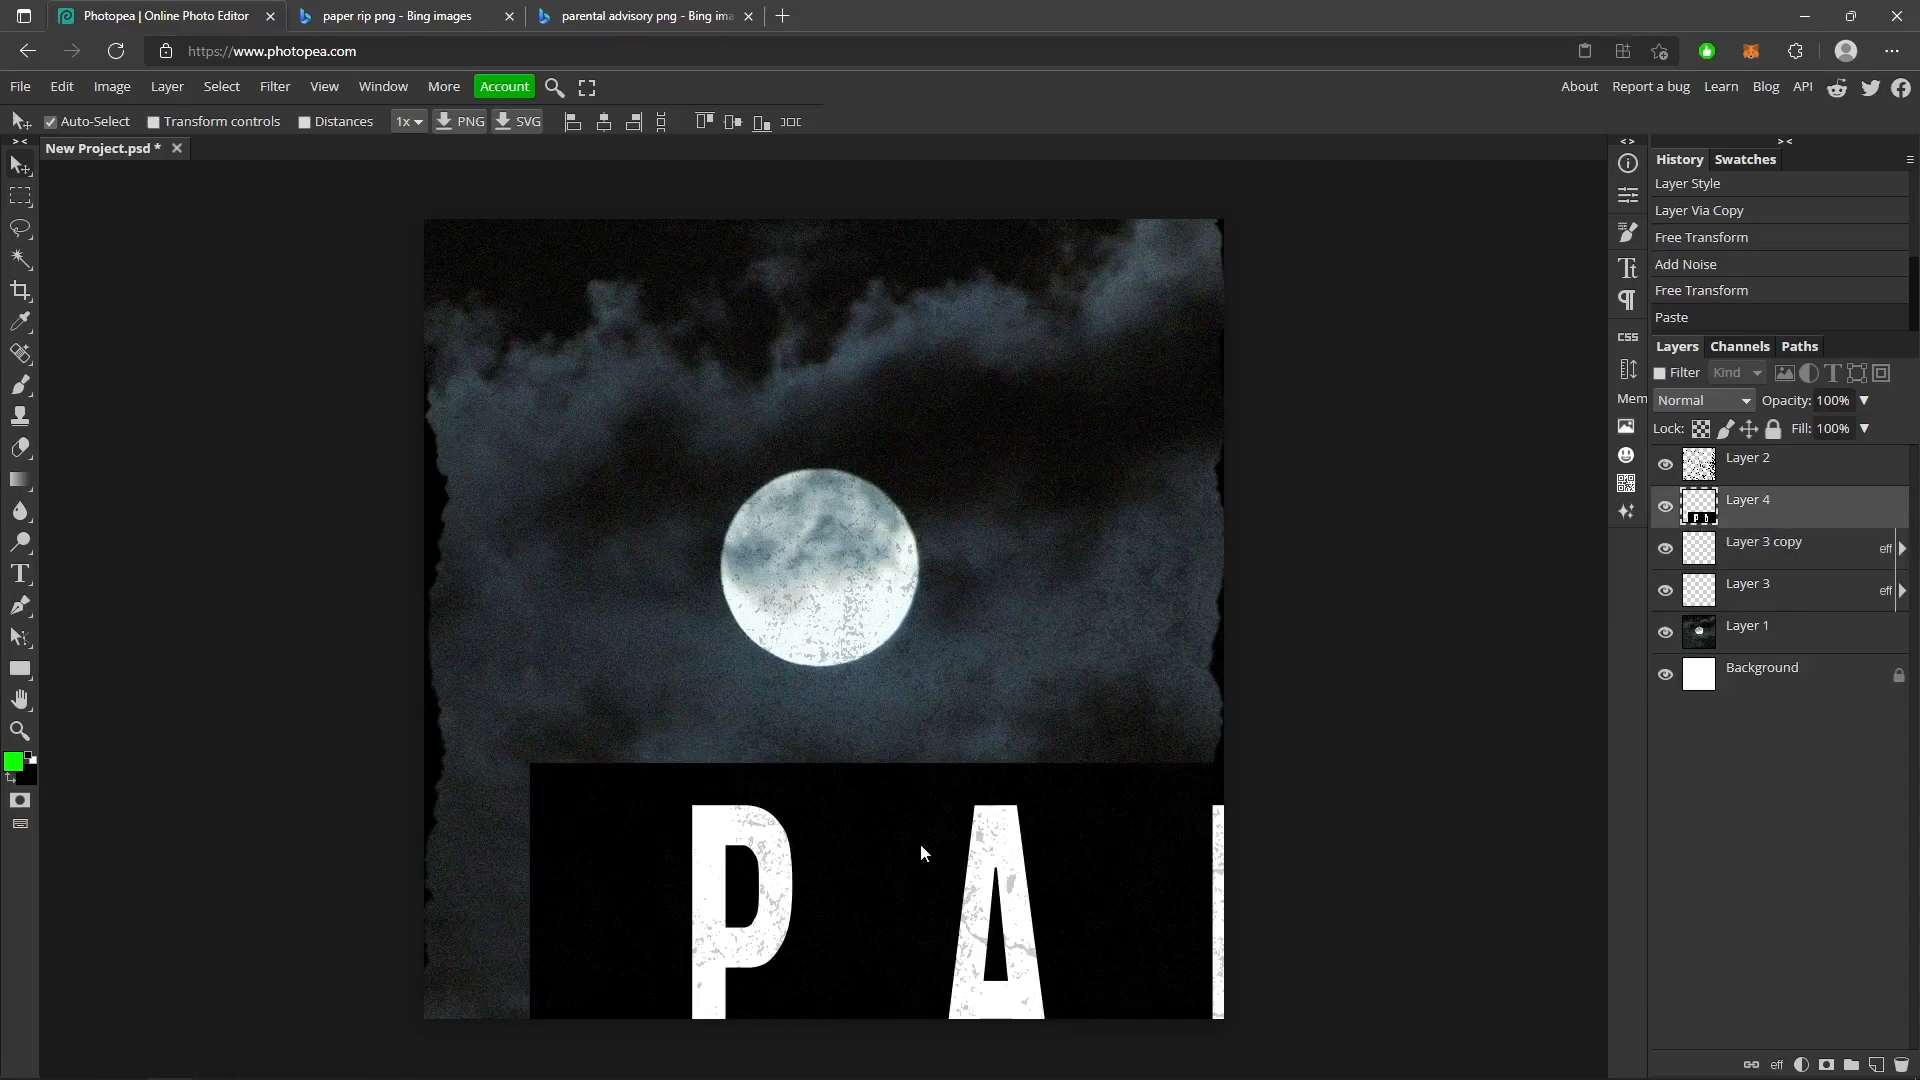 Photopea | Online Photo Editor
paper rip png - Bing images
parental advisory png - Bing ima
https://www.photopea.com
File Edit Image Layer Select Filter View Window More Account
About Report a bug Learn Blog API
Auto-Select Transform controls Distances 1x PNG SVG
New Project.psd *
History Swatches
Layer Style
Layer Via Copy
Free Transform
Add Noise
Free Transform
Paste
CSS
Layers Channels Paths
Filter Kind
Mem
Normal Opacity: 100%
Lock: Fill: 100%
Layer 2
Layer 4
Layer 3 copy eff
Layer 3 eff
Layer 1
Background
P A
eff